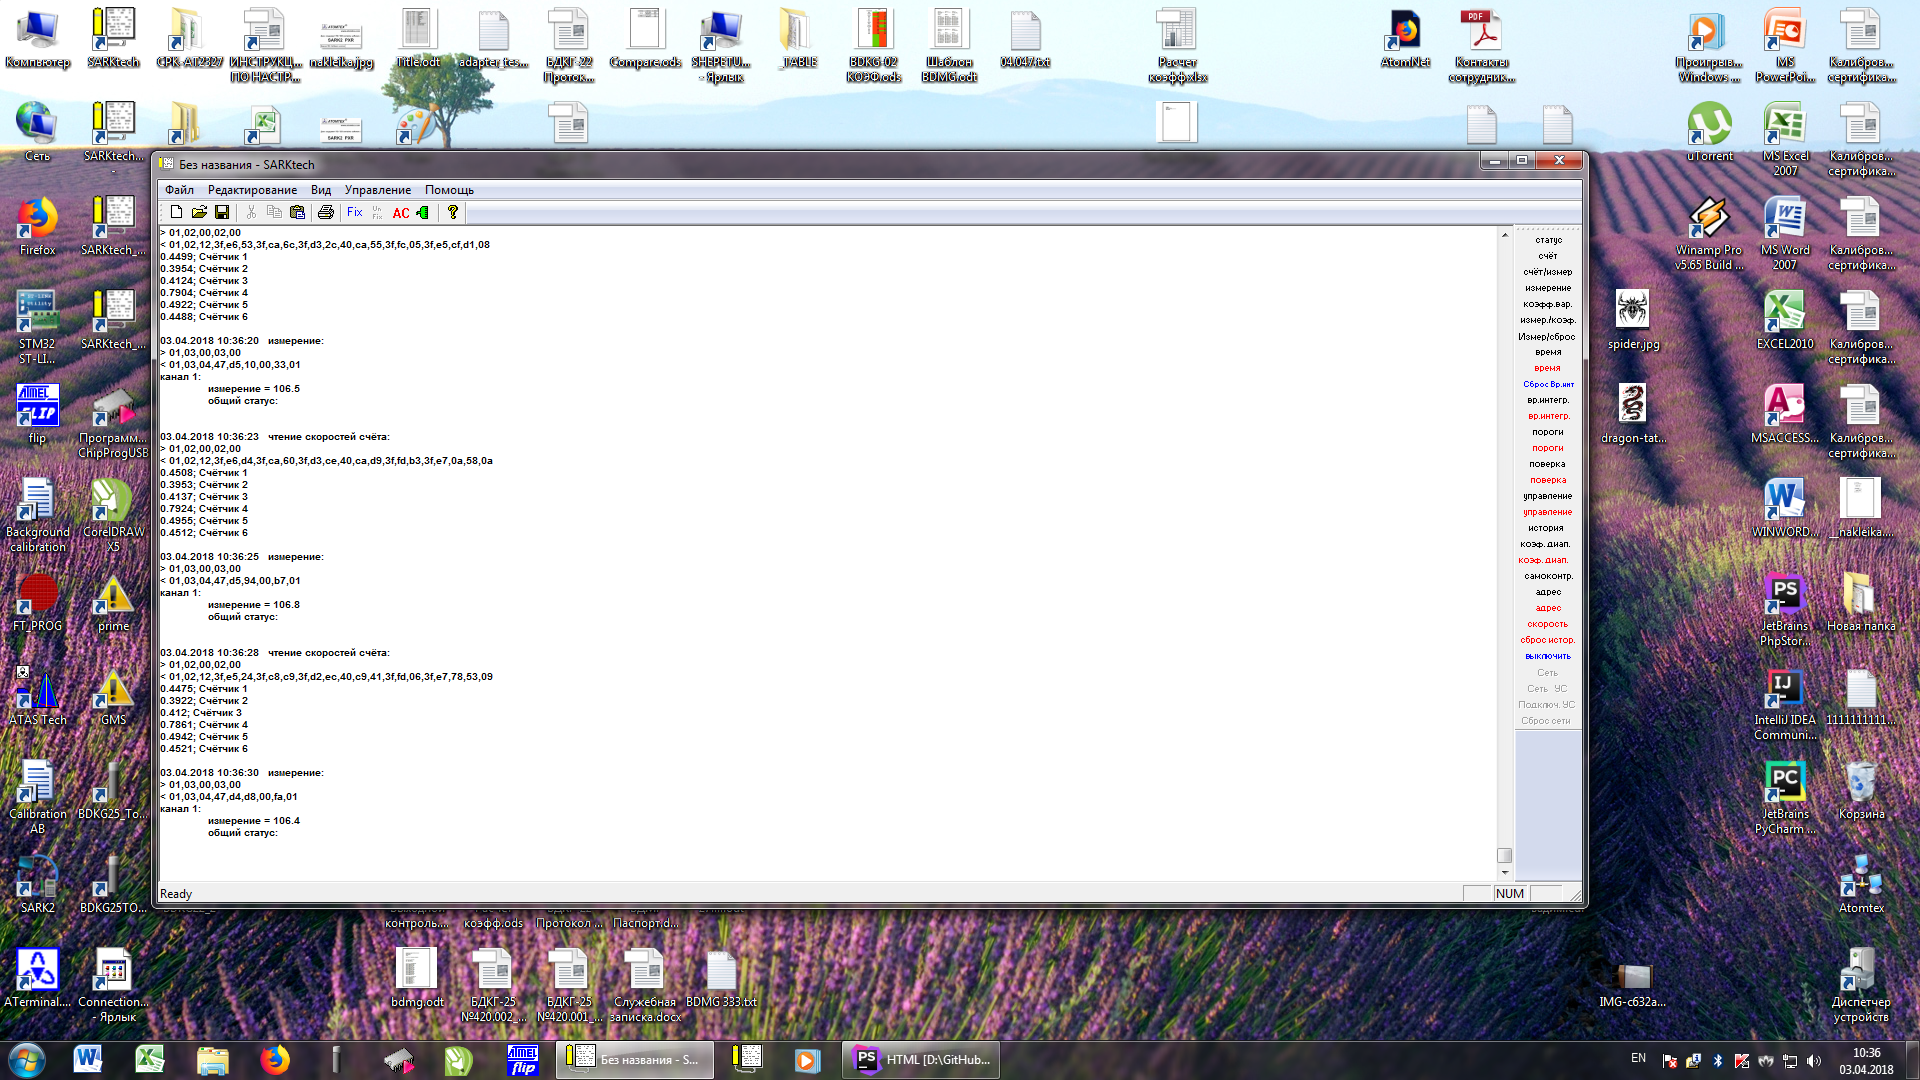 Компьютер
SARKtech
СРК-АТ2327
ИНСТРУКЦ...
ПО НАСТР...
nakleika.jpg
Title.odt
adapter_tes...
БДКГ-22
Проток...
Compare.ods
SHEPETU...
- Ярлык
_TABLE
BDKG-02
КОЭФ.ods
Шаблон
BDMG.odt
04.047.txt
Расчет
коэфф.xlsx
AtomNet
Контакты
сотрудник...
Проигрыв...
Windows ...
MS
PowerPoi...
Калибров...
сертифика...
Сеть
SARKtech...
-
uTorrent
MS Excel
2007
Калибров...
сертифика...
Без названия - SARKtech
Файл Редактирование Вид Управление Помощь
Fix
Un
Fix
AC
> 01,02,00,02,00
< 01,02,12,3f,e6,53,3f,ca,6c,3f,d3,2c,40,ca,55,3f,fc,05,3f,e5,cf,d1,08
0.4499; Счётчик 1
0.3954; Счётчик 2
0.4124; Счётчик 3
0.7904; Счётчик 4
0.4922; Счётчик 5
0.4488; Счётчик 6
03.04.2018 10:36:20 измерение:
> 01,03,00,03,00
< 01,03,04,47,d5,10,00,33,01
канал 1:
измерение = 106.5
общий статус:
03.04.2018 10:36:23 чтение скоростей счёта:
> 01,02,00,02,00
< 01,02,12,3f,e6,d4,3f,ca,60,3f,d3,ce,40,ca,d9,3f,fd,b3,3f,e7,0a,58,0a
0.4508; Счётчик 1
0.3953; Счётчик 2
0.4137; Счётчик 3
0.7924; Счётчик 4
0.4955; Счётчик 5
0.4512; Счётчик 6
03.04.2018 10:36:25 измерение:
> 01,03,00,03,00
< 01,03,04,47,d5,94,00,b7,01
канал 1:
измерение = 106.8
общий статус:
03.04.2018 10:36:28 чтение скоростей счёта:
> 01,02,00,02,00
< 01,02,12,3f,e5,24,3f,c8,c9,3f,d2,ec,40,c9,41,3f,fd,06,3f,e7,78,53,09
0.4475; Счётчик 1
0.3922; Счётчик 2
0.412; Счётчик 3
0.7861; Счётчик 4
0.4942; Счётчик 5
0.4521; Счётчик 6
03.04.2018 10:36:30 измерение:
> 01,03,00,03,00
< 01,03,04,47,d4,d8,00,fa,01
канал 1:
измерение = 106.4
общий статус:
статус
счёт
счёт/измер
измерение
коэфф.вар.
измер./коэф.
Измер/сброс
время
время
Сброс Вр.инт
вр.интегр.
вр.интегр.
пороги
пороги
поверка
поверка
управление
управление
история
коэф.диап.
коэф.диап.
самоконтр.
адрес
адрес
скорость
сброс истор.
выключить
Сеть
Сеть УС
Подключ.УС
Сброс сети
Ready
NUM
Firefox
SARKtech_...
STM32
ST-LI...
SARKtech_...
flip
Программ...
ChipProgUSB
Background
calibration
CorelDRAW
X5
FT_PROG
prime
ATAS Tech
GMS
Calibration
AB
BDKG25_To...
SARK2
BDKG25TO...
ATerminal....
Connection...
- Ярлык
Winamp Pro
v5.65 Build ...
MS Word
2007
Калибров...
сертифика...
spider.jpg
EXCEL2010
Калибров...
сертифика...
dragon-tat...
MSACCESS...
Калибров...
сертифика...
WINWORD...
__nakleika....
JetBrains
PhpStor...
Новая папка
IntelliJ IDEA
Communi...
1111111111...
JetBrains
PyCharm ...
Корзина
Atomtex
IMG-c632a...
Диспетчер
устройств
контроль....
коэфф.ods
Протокол ...
Паспорт.d...
bdmg.odt
БДКГ-25
№420.002_...
БДКГ-25
№420.001_...
Служебная
записка.docx
BDMG 333.txt
Без названия - S...
HTML [D:\GitHub...
EN
10:36
03.04.2018